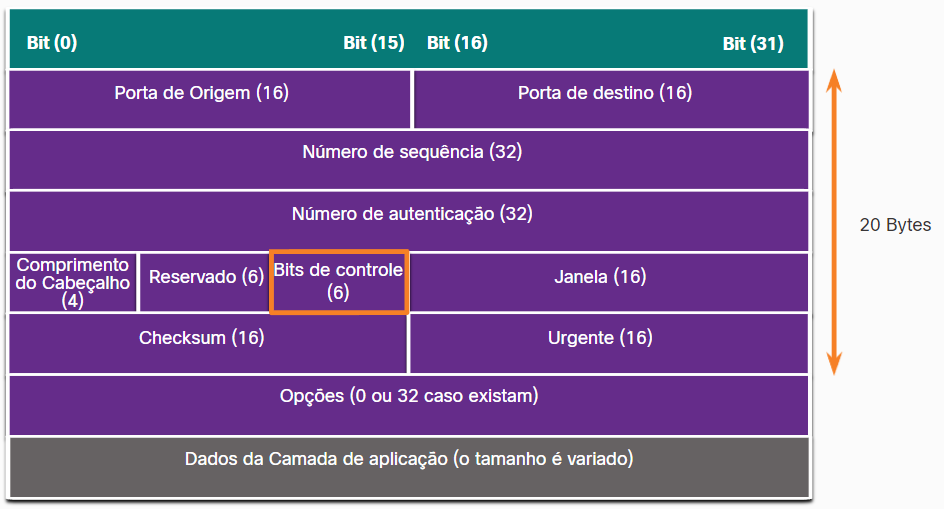 Bit (0) Bit (15) Bit (16) Bit (31)
Porta de Origem (16) Porta de destino (16)
Número de sequência (32)
Número de autenticação (32)
20 Bytes
Comprimento
do Cabeçalho
(4)
Reservado (6)
Bits de controle
(6)
Janela (16)
Checksum (16) Urgente (16)
Opções (0 ou 32 caso existam)
Dados da Camada de aplicação (o tamanho é variado)